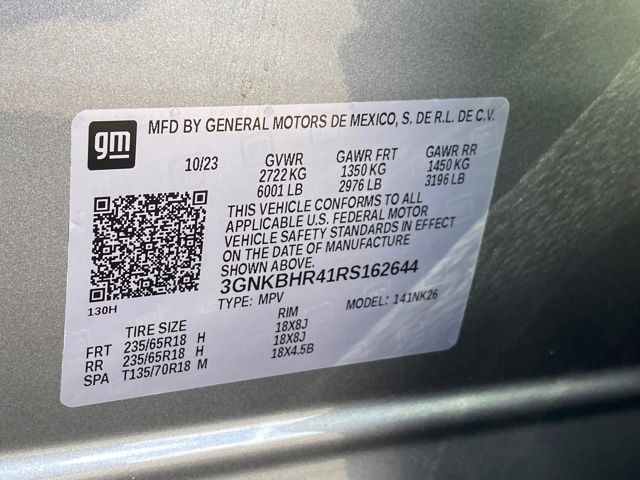 gm MFD BY GENERAL MOTORS DE MEXICO, S. DE R.L. DE C.V.
10/23 GVWR GAWR FRT GAWR RR
2722 KG 1350 KG 1450 KG
6001 LB 2976 LB 3196 LB
THIS VEHICLE CONFORMS TO ALL
APPLICABLE U.S. FEDERAL MOTOR
VEHICLE SAFETY STANDARDS IN EFFECT
ON THE DATE OF MANUFACTURE
SHOWN ABOVE.
3GNKBHR41RS162644
130H TYPE: MPV MODEL: 141NK26
TIRE SIZE RIM
FRT 235/65R18 H 18X8J
RR 235/65R18 H 18X8J
SPA T135/70R18 M 18X4.5B